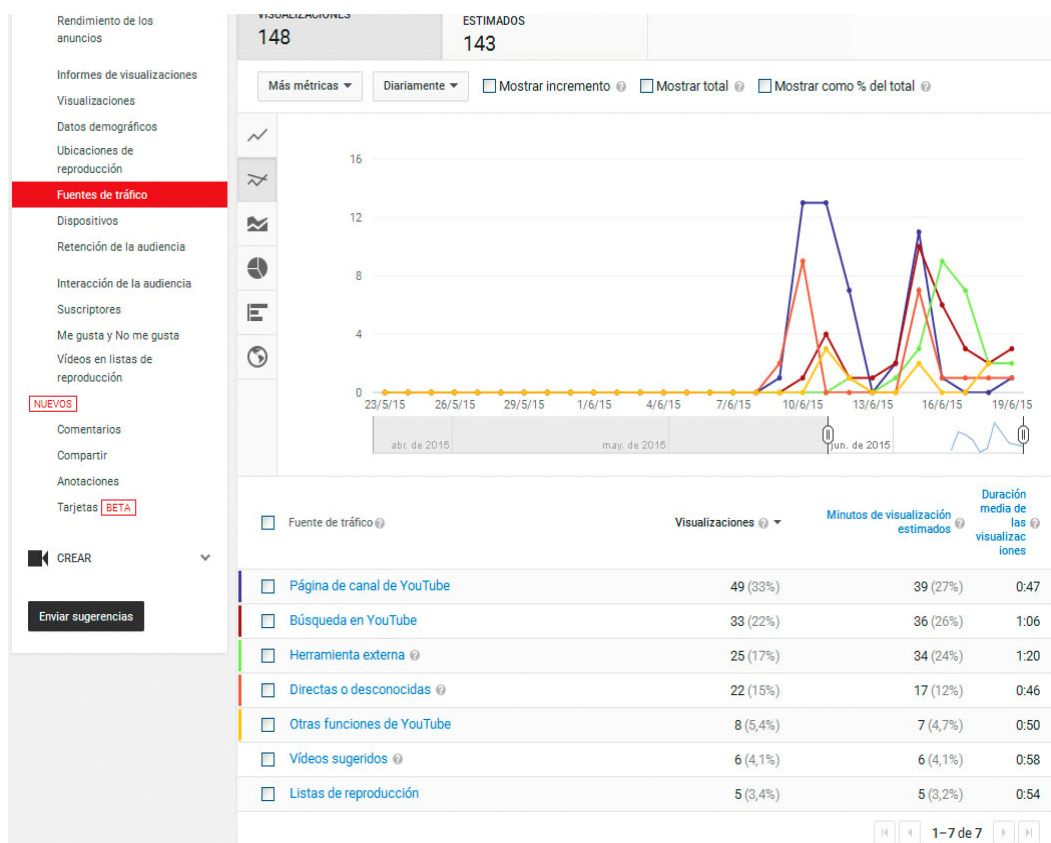 Rendimiento de los
anuncios
Informes de visualizaciones
Visualizaciones
Datos demográficos
Ubicaciones de
reproducción
Fuentes de tráfico
Dispositivos
Retención de la audiencia
Interacción de la audiencia
Suscriptores
Me gusta y No me gusta
Vídeos en listas de
reproducción
NUEVOS
Comentarios
Compartir
Anotaciones
Tarjetas BETA
CREAR
Enviar sugerencias
VISUALIZACIONES
148
ESTIMADOS
143
Más métricas
Diariamente
Mostrar incremento
Mostrar total
Mostrar como % del total
16
12
8
4
0
23/5/15 26/5/15 29/5/15 1/6/15 4/6/15 7/6/15 10/6/15 13/6/15 16/6/15 19/6/15
abr. de 2015 may. de 2015 jun. de 2015
Fuente de tráfico Visualizaciones Minutos de visualización estimados Duración media de las visualizac iones
Página de canal de YouTube 49 (33%) 39 (27%) 0:47
Búsqueda en YouTube 33 (22%) 36 (26%) 1:06
Herramienta externa 25 (17%) 34 (24%) 1:20
Directas o desconocidas 22 (15%) 17 (12%) 0:46
Otras funciones de YouTube 8 (5,4%) 7 (4,7%) 0:50
Vídeos sugeridos 6 (4,1%) 6 (4,1%) 0:58
Listas de reproducción 5 (3,4%) 5 (3,2%) 0:54
1–7 de 7